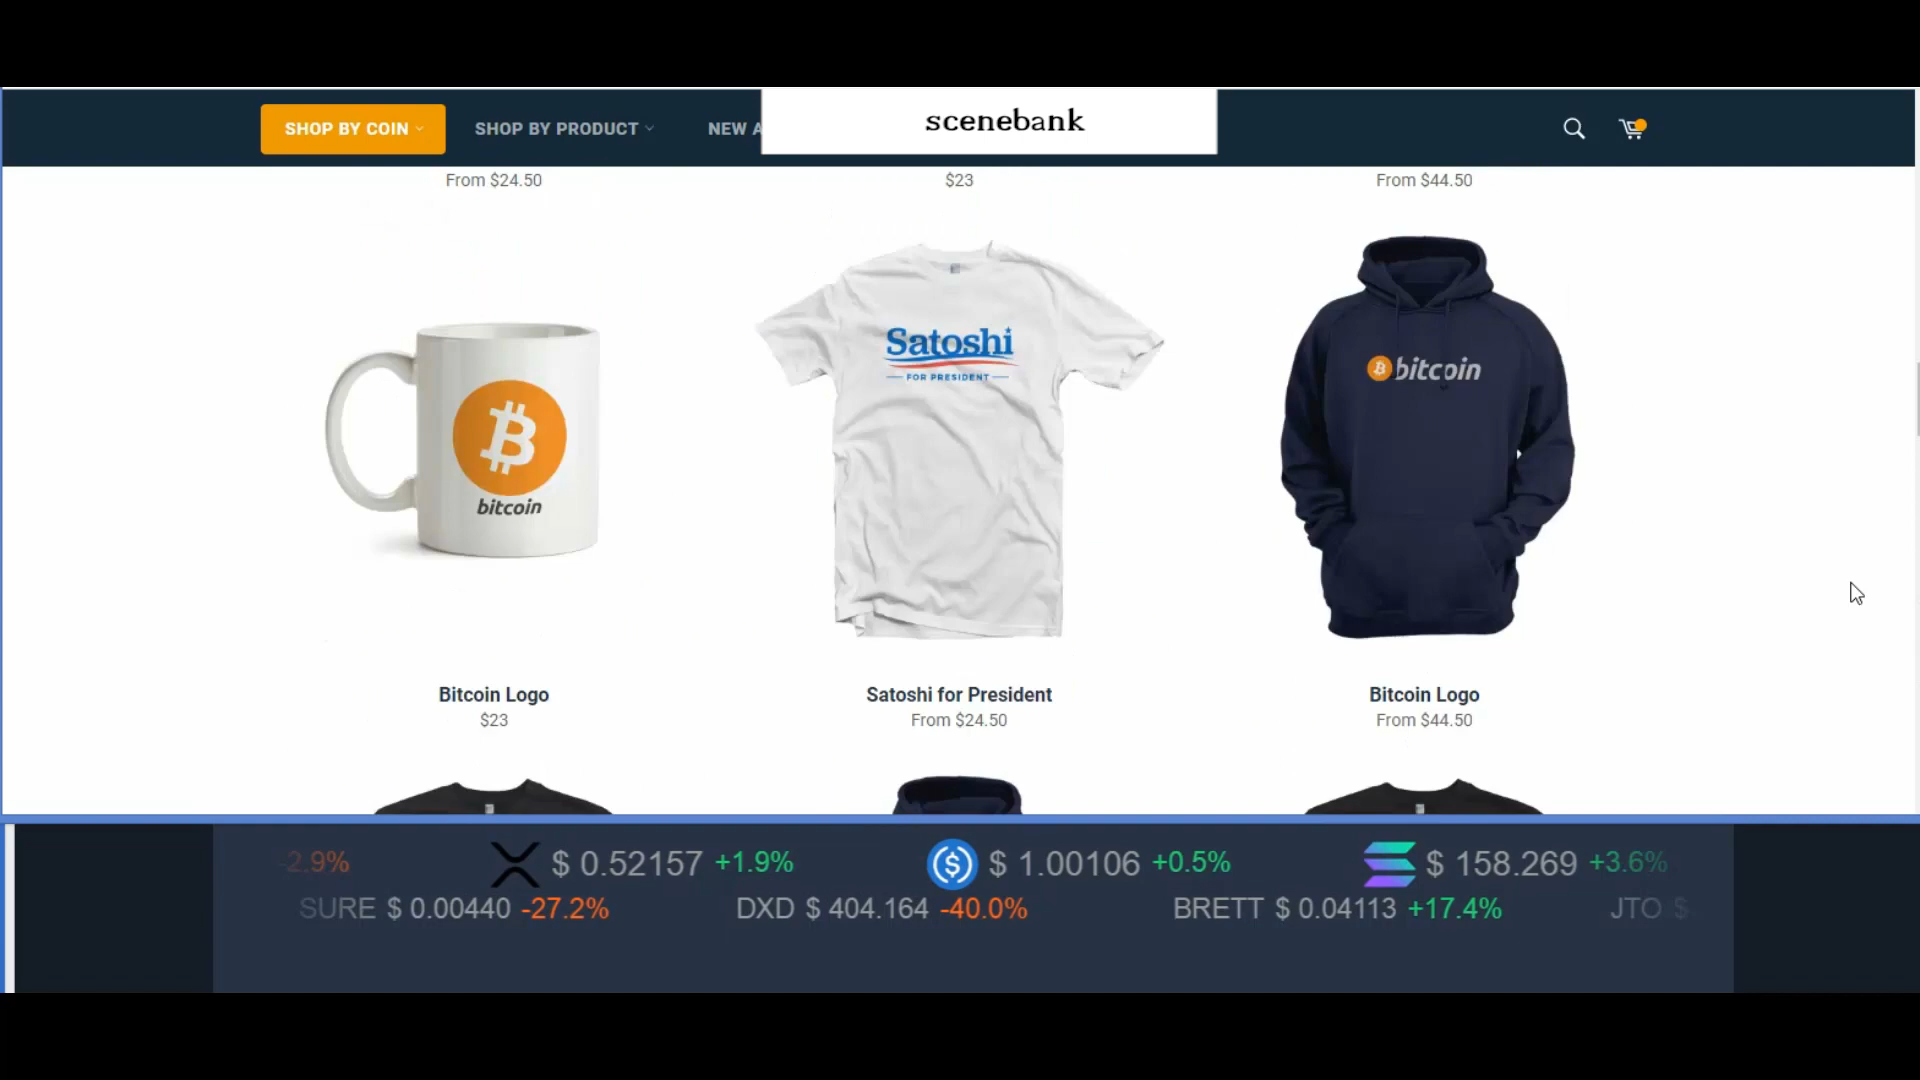 SHOP BY COIN
SHOP BY PRODUCT
NEW A
scenebank
From $24.50
$23
From $44.50
bitcoin
Satoshi
FOR PRESIDENT
bitcoin
Bitcoin Logo
$23
Satoshi for President
From $24.50
Bitcoin Logo
From $44.50
-2.9%
$ 0.52157 +1.9%
$ 1.00106 +0.5%
$ 158.269 +3.6%
SURE $ 0.00440 -27.2%
DXD $ 404.164 -40.0%
BRETT $ 0.04113 +17.4%
JTO $